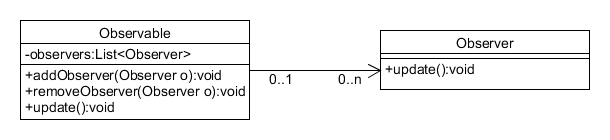 Observable
-observers:List<Observer>
+addObserver(Observer o):void
+removeObserver(Observer o):void
+update():void
0..1
0..n
Observer
+update():void